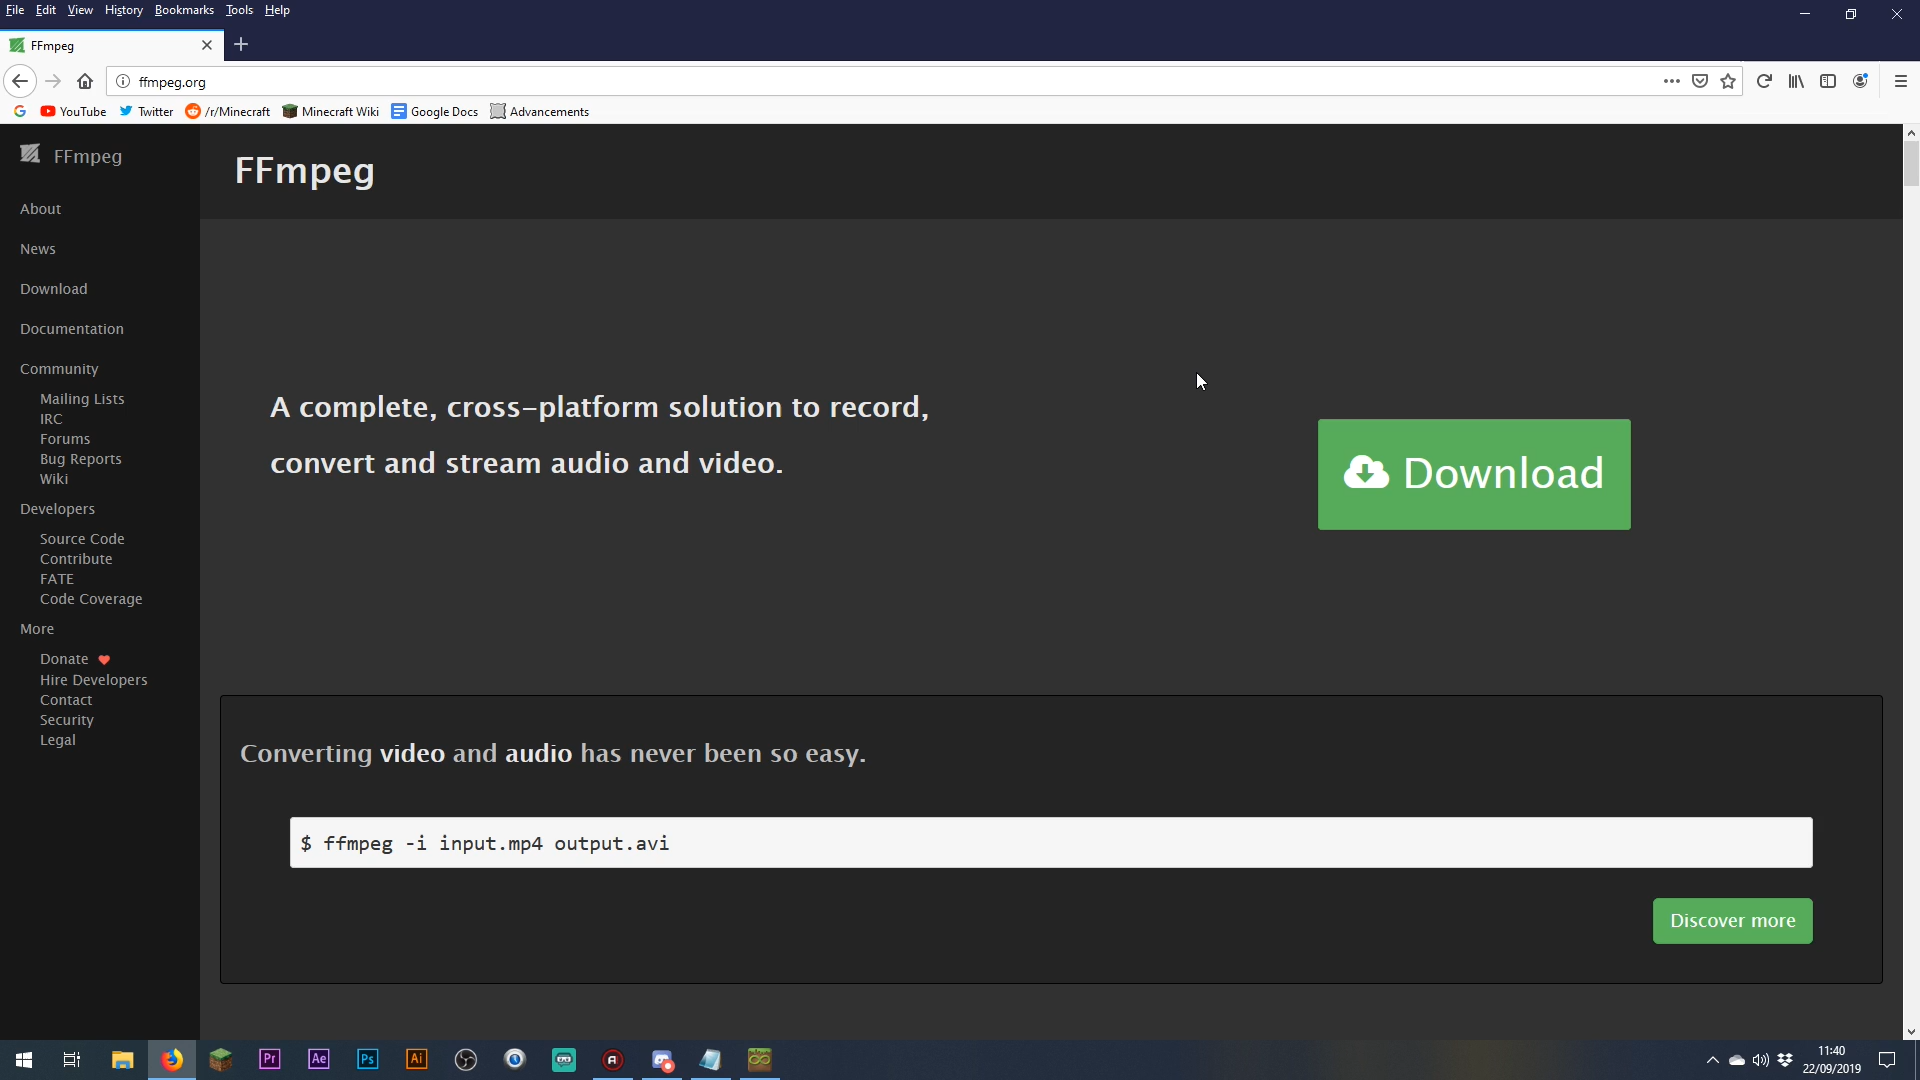 File Edit View History Bookmarks Tools Help
FFmpeg
ffmpeg.org
YouTube Twitter /r/Minecraft Minecraft Wiki Google Docs Advancements
FFmpeg
About
News
Download
Documentation
Community
Mailing Lists
IRC
Forums
Bug Reports
Wiki
Developers
Source Code
Contribute
FATE
Code Coverage
More
Donate
Hire Developers
Contact
Security
Legal
FFmpeg
A complete, cross-platform solution to record,
convert and stream audio and video.
Download
Converting video and audio has never been so easy.
$ ffmpeg -i input.mp4 output.avi
Discover more
Pr Ae Ps Ai
11:40
22/09/2019